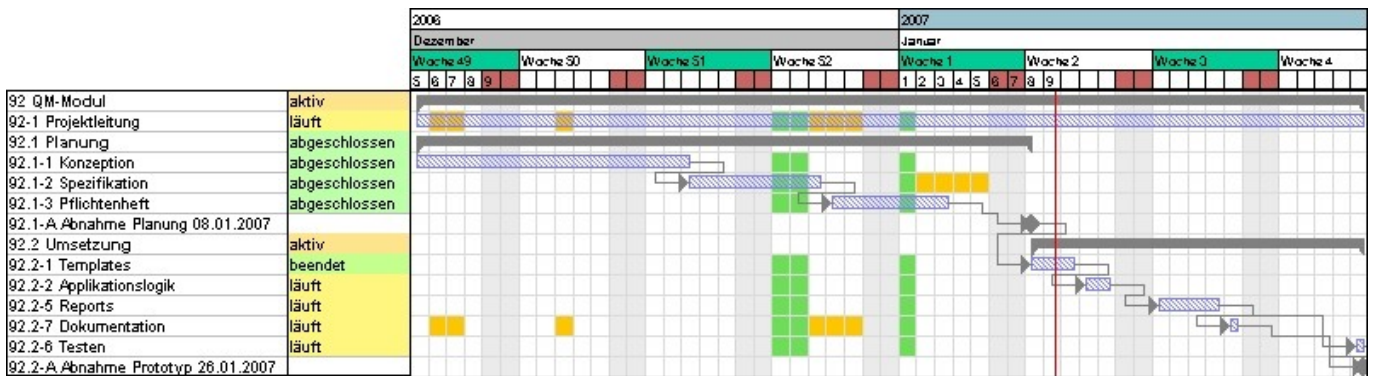 2006 2007
Dezember Januar
Woche 49 Woche 50 Woche 51 Woche 52 Woche 1 Woche 2 Woche 3 Woche 4
5 6 7 8 9 1 2 3 4 5 6 7 8 9
92 QM-Modul aktiv
92-1 Projektleitung läuft
92.1 Planung abgeschlossen
92.1-1 Konzeption abgeschlossen
92.1-2 Spezifikation abgeschlossen
92.1-3 Pflichtenheft abgeschlossen
92.1-A Abnahme Planung 08.01.2007
92.2 Umsetzung aktiv
92.2-1 Templates beendet
92.2-2 Applikationslogik läuft
92.2-5 Reports läuft
92.2-7 Dokumentation läuft
92.2-6 Testen läuft
92.2-A Abnahme Prototyp 26.01.2007